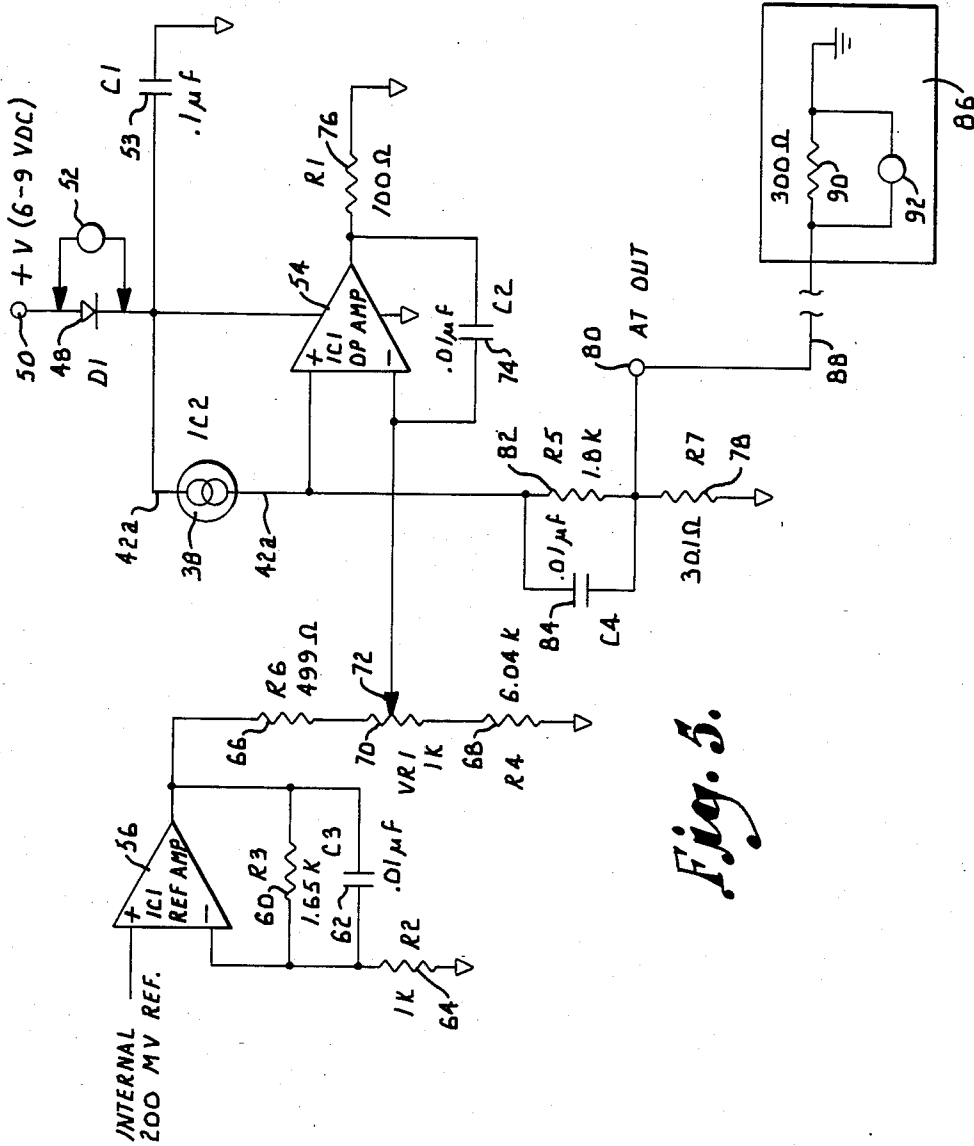 50
+ V (6-9 VDC)
48
D1
52
C1
53
.1µF
42a
IC2
38
42a
54
+
IC1
OP AMP
-
R1
76
100Ω
.01µF
C2
74
INTERNAL
200 MV REF.
56
+
IC1
REF AMP
-
60
R3
1.65K
62
C3
.01µF
R2
1K
64
R6
499Ω
66
72
70
VR1
1K
6.04K
68
R4
82
R5
1.8K
.01µF
84
C4
80
AT OUT
R7
78
301Ω
88
300Ω
90
92
86
Fig. 5.